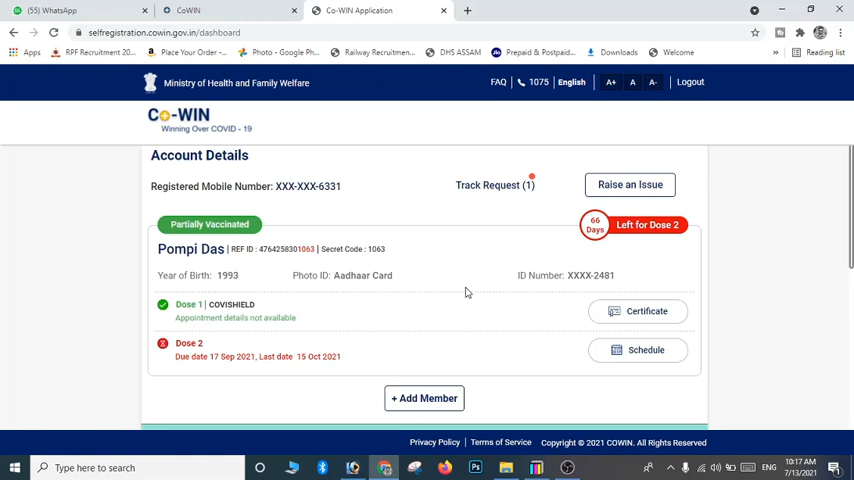 (55) WhatsApp
CoWIN
Co-WIN Application
selfregistration.cowin.gov.in/dashboard
Apps
RPF Recruitment 20...
Place Your Order -...
Photo - Google Ph...
Railway Recruitmen...
DHS ASSAM
Prepaid & Postpaid...
Downloads
Welcome
»
Reading list
Ministry of Health and Family Welfare
FAQ
1075
English
A+
A
A-
Logout
Co-WIN
Winning Over COVID - 19
Account Details
Registered Mobile Number: XXX-XXX-6331
Track Request (1)
Raise an Issue
Partially Vaccinated
66 Days
Left for Dose 2
Pompi Das | REF ID : 4764258301063 | Secret Code : 1063
Year of Birth: 1993
Photo ID: Aadhaar Card
ID Number: XXXX-2481
Dose 1 | COVISHIELD
Appointment details not available
Certificate
Dose 2
Due date 17 Sep 2021, Last date 15 Oct 2021
Schedule
+ Add Member
Privacy Policy | Terms of Service
Copyright © 2021 COWIN. All Rights Reserved
Type here to search
ENG
10:17 AM
7/13/2021